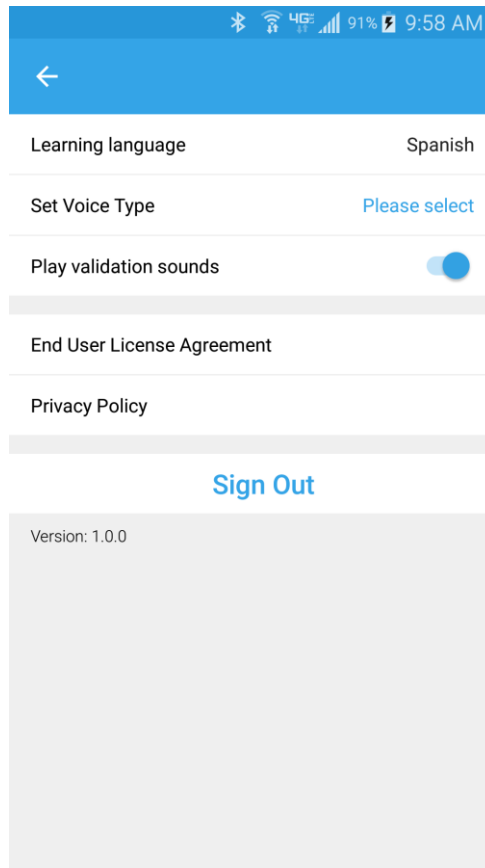 4G 91% 9:58 AM
Learning language Spanish
Set Voice Type Please select
Play validation sounds
End User License Agreement
Privacy Policy
Sign Out
Version: 1.0.0